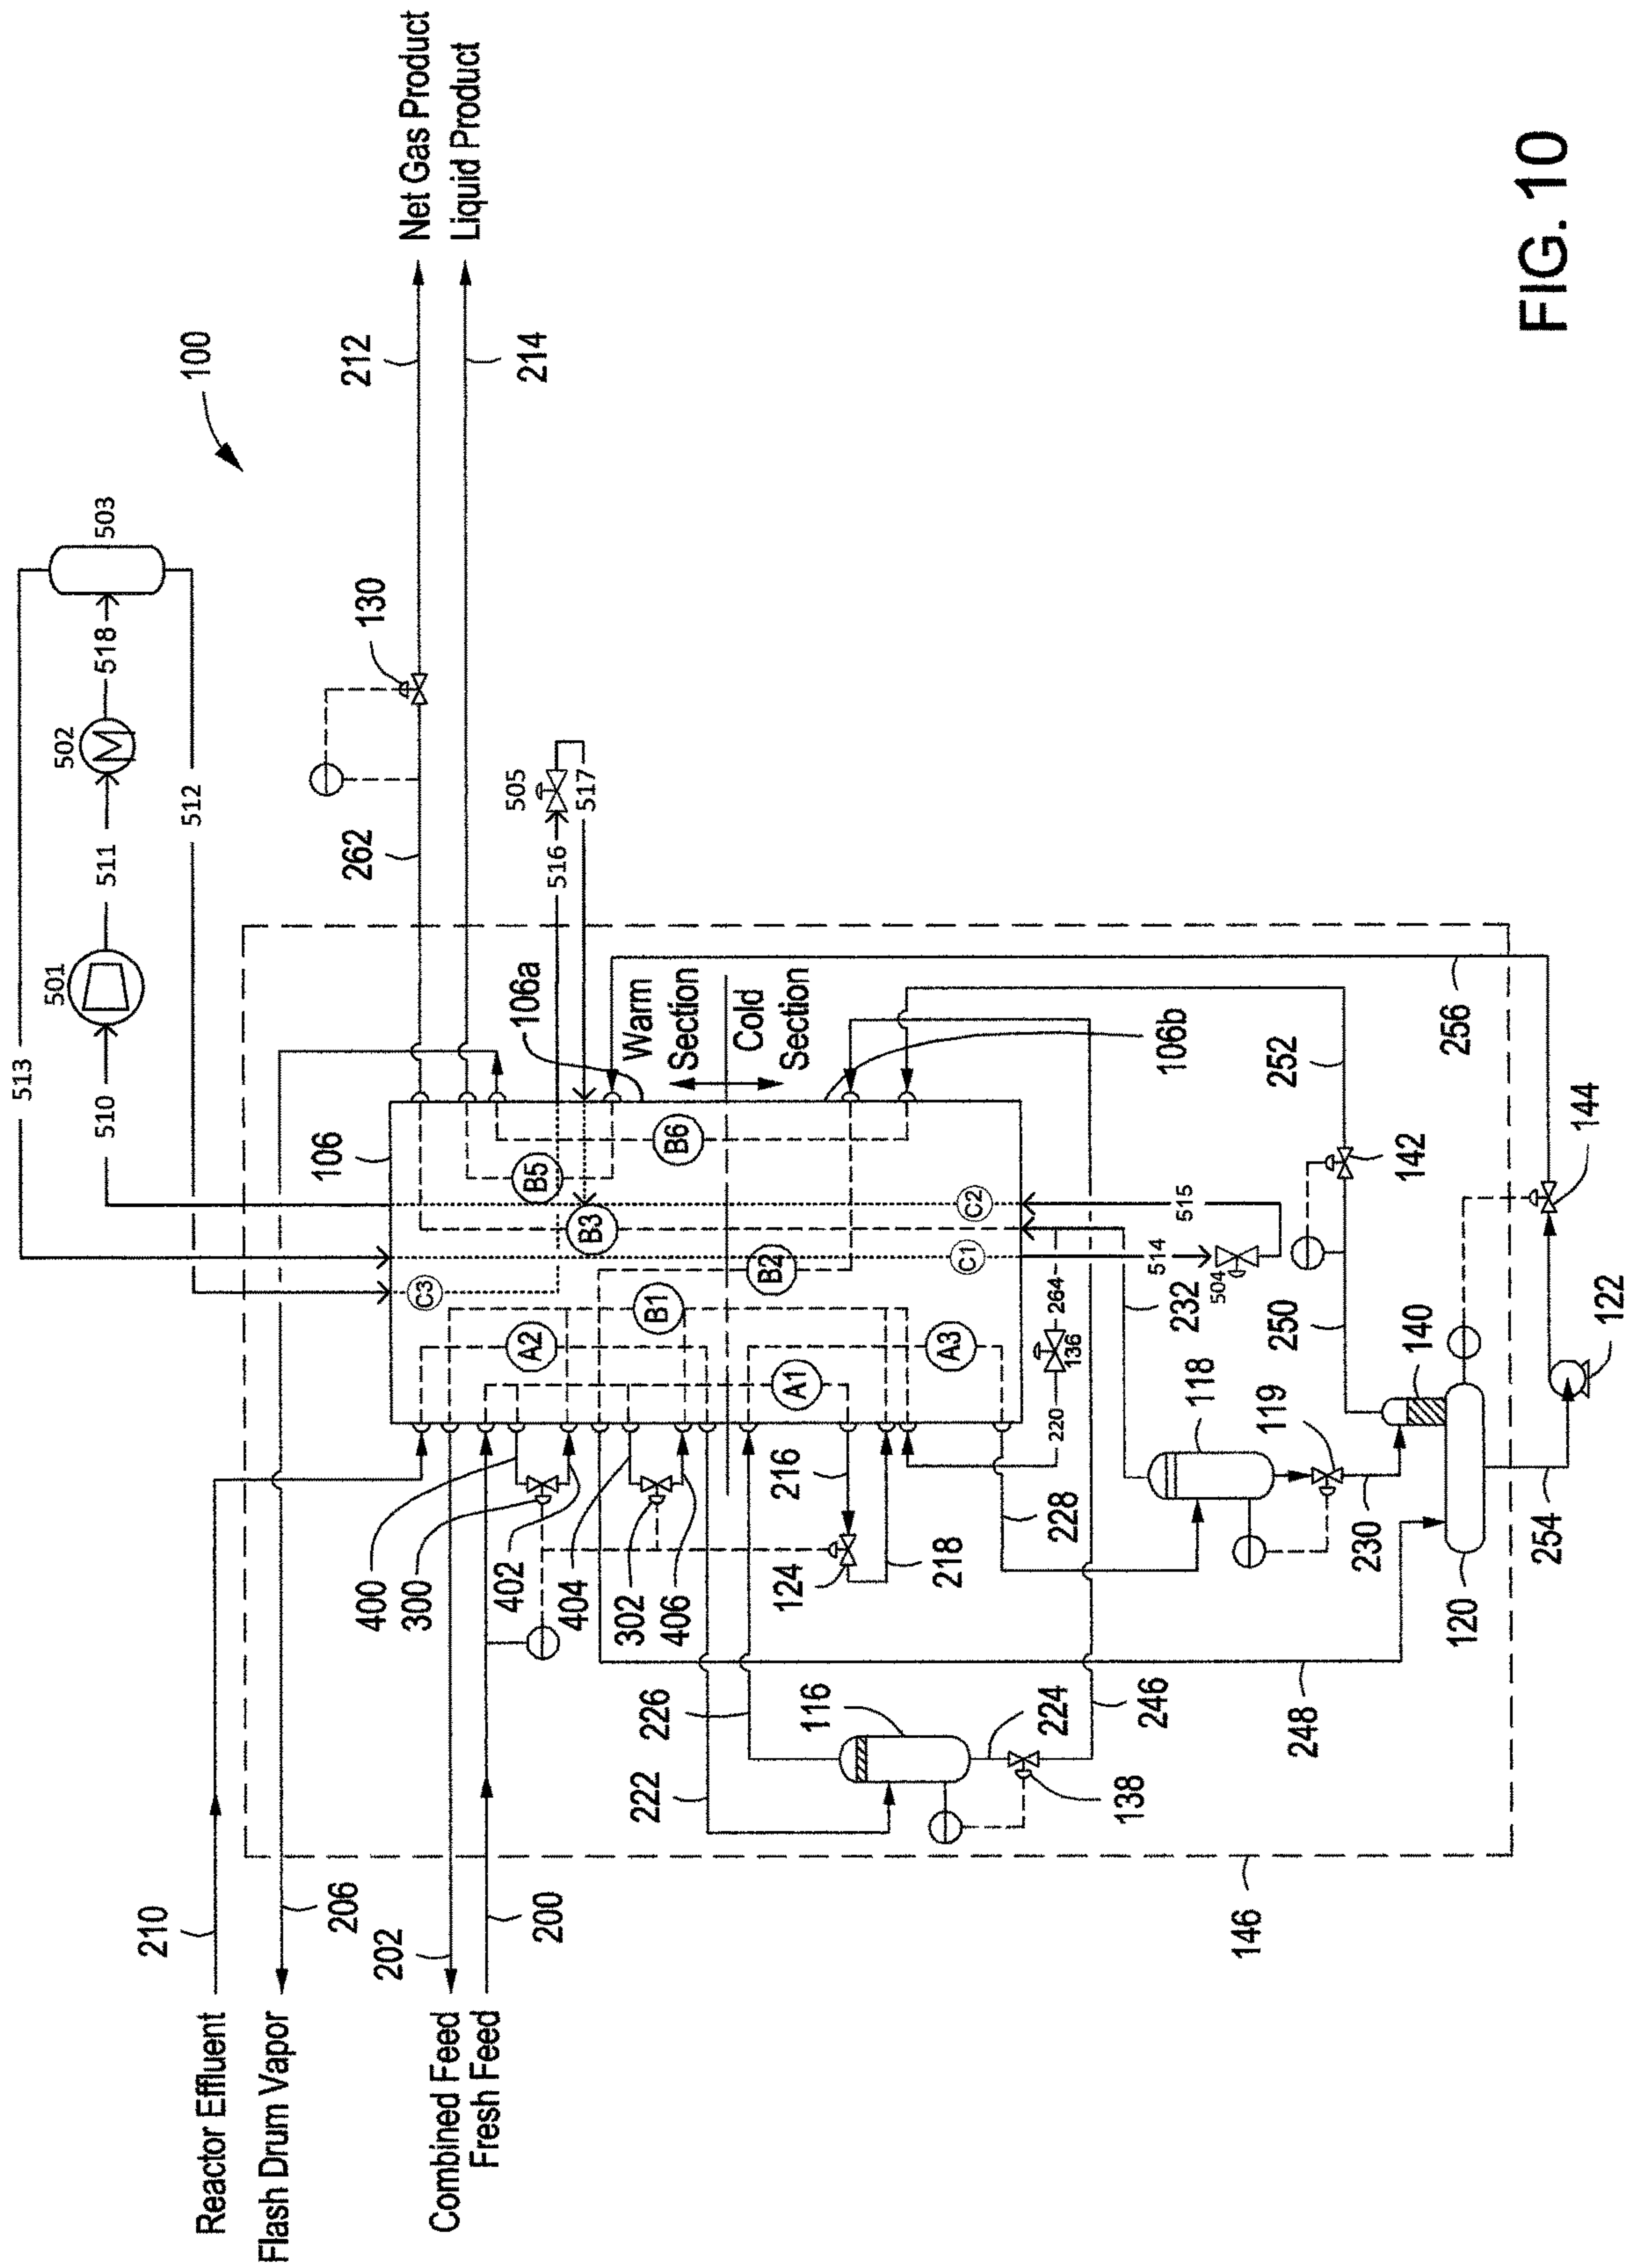 Reactor Effluent
210
Flash Drum Vapor
206
Combined Feed
202
Fresh Feed
200
Net Gas Product
212
Liquid Product
214
100
513
510
501
511
502
518
503
512
262
130
505
516
517
106
106a
Warm
Section
Cold
Section
106b
C3
C2
C1
A2
A1
A3
B1
B2
B3
B5
B6
400
300
402
404
302
406
216
124
218
220
136
264
228
232
514
504
515
222
226
116
224
138
246
248
118
119
230
250
140
142
252
256
144
120
254
122
146
FIG. 10